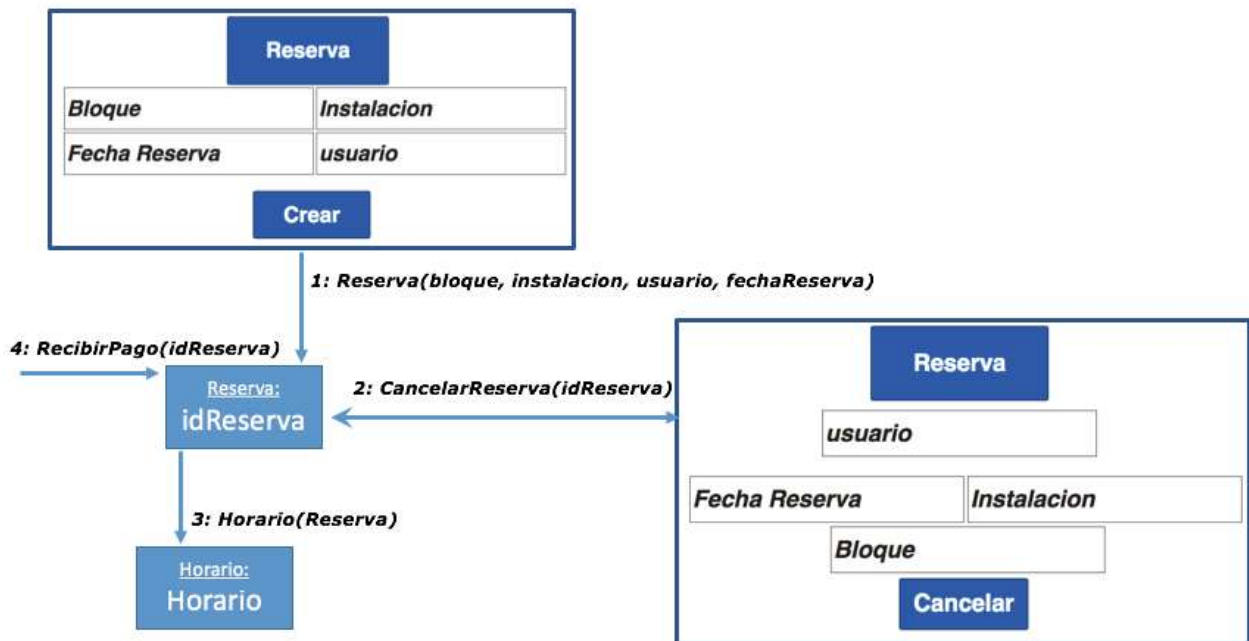 Reserva
Bloque Instalacion
Fecha Reserva usuario
Crear
1: Reserva(bloque, instalacion, usuario, fechaReserva)
4: RecibirPago(idReserva)
Reserva:
idReserva
2: CancelarReserva(idReserva)
3: Horario(Reserva)
Horario:
Horario
Reserva
usuario
Fecha Reserva Instalacion
Bloque
Cancelar